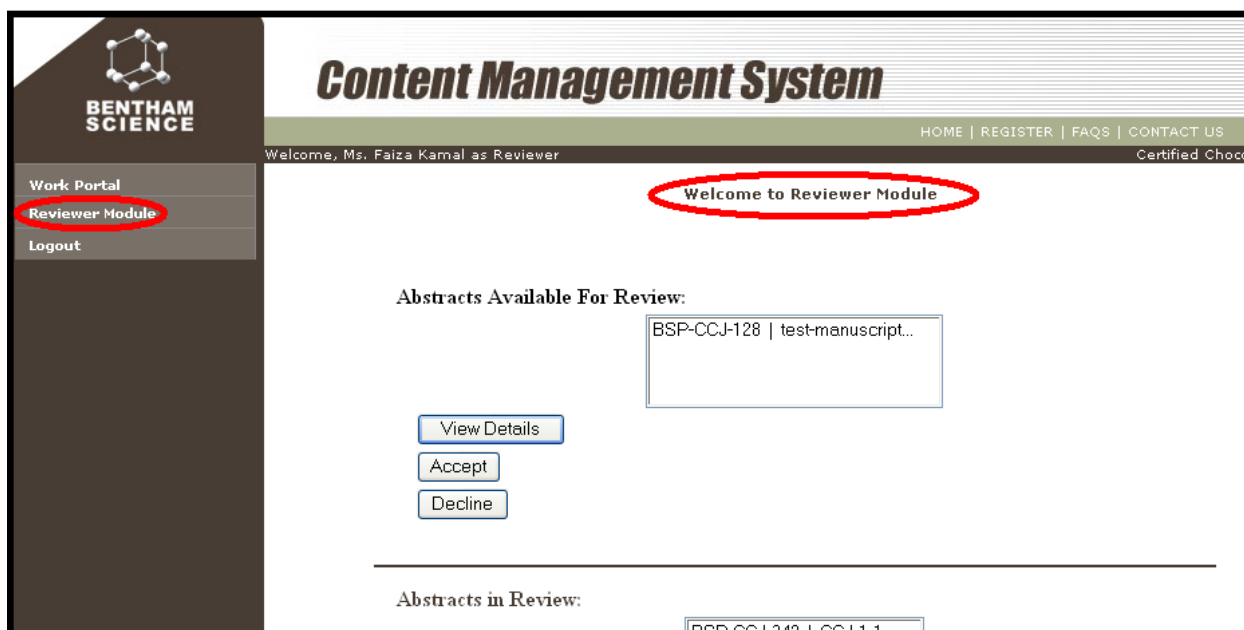 BENTHAM
SCIENCE
Content Management System
HOME | REGISTER | FAQS | CONTACT US
Welcome, Ms. Faiza Kamal as Reviewer
Certified
Work Portal
Reviewer Module
Logout
Welcome to Reviewer Module
Abstracts Available For Review:
BSP-CCJ-128 | test-manuscript...
View Details
Accept
Decline
Abstracts in Review: